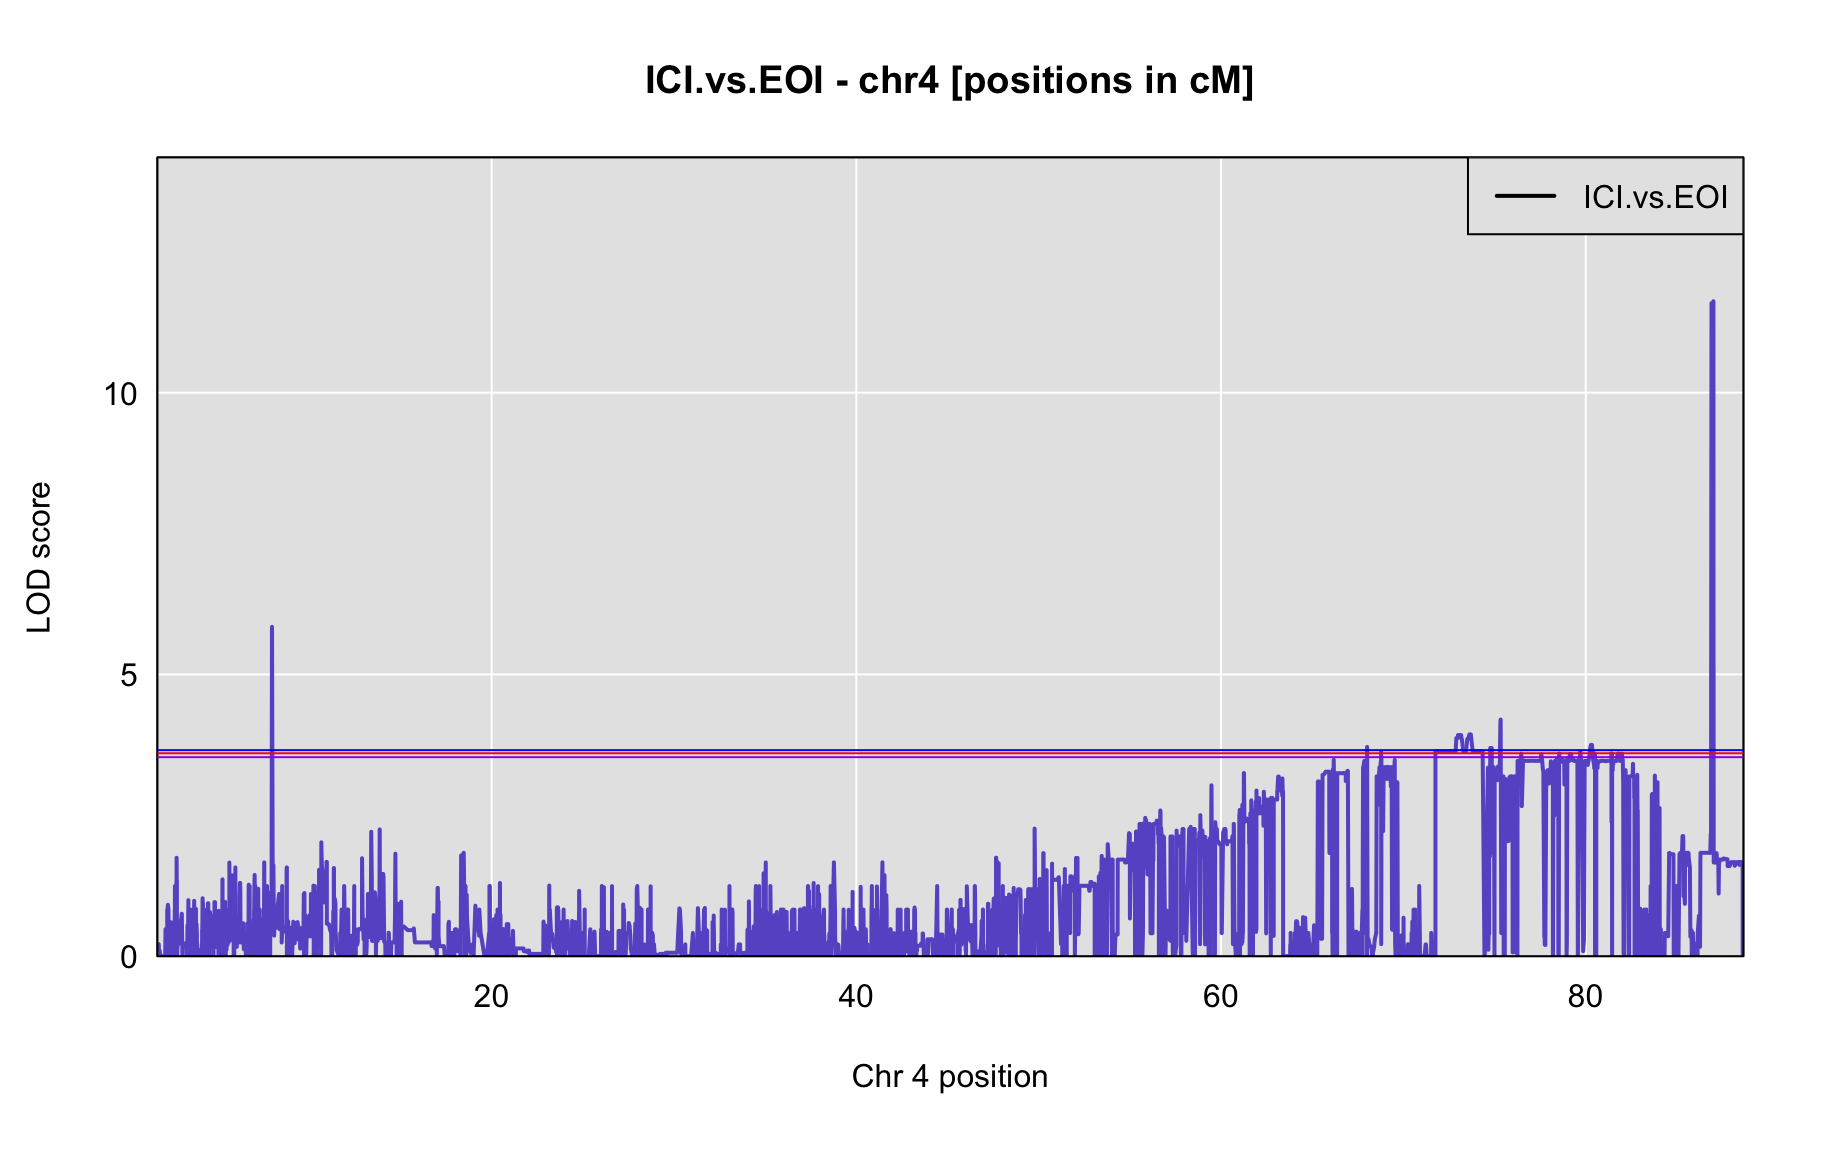 ICI.vs.EOI - chr4 [positions in cM]
ICI.vs.EOI
10
5
0
LOD score
20 40 60 80
Chr 4 position